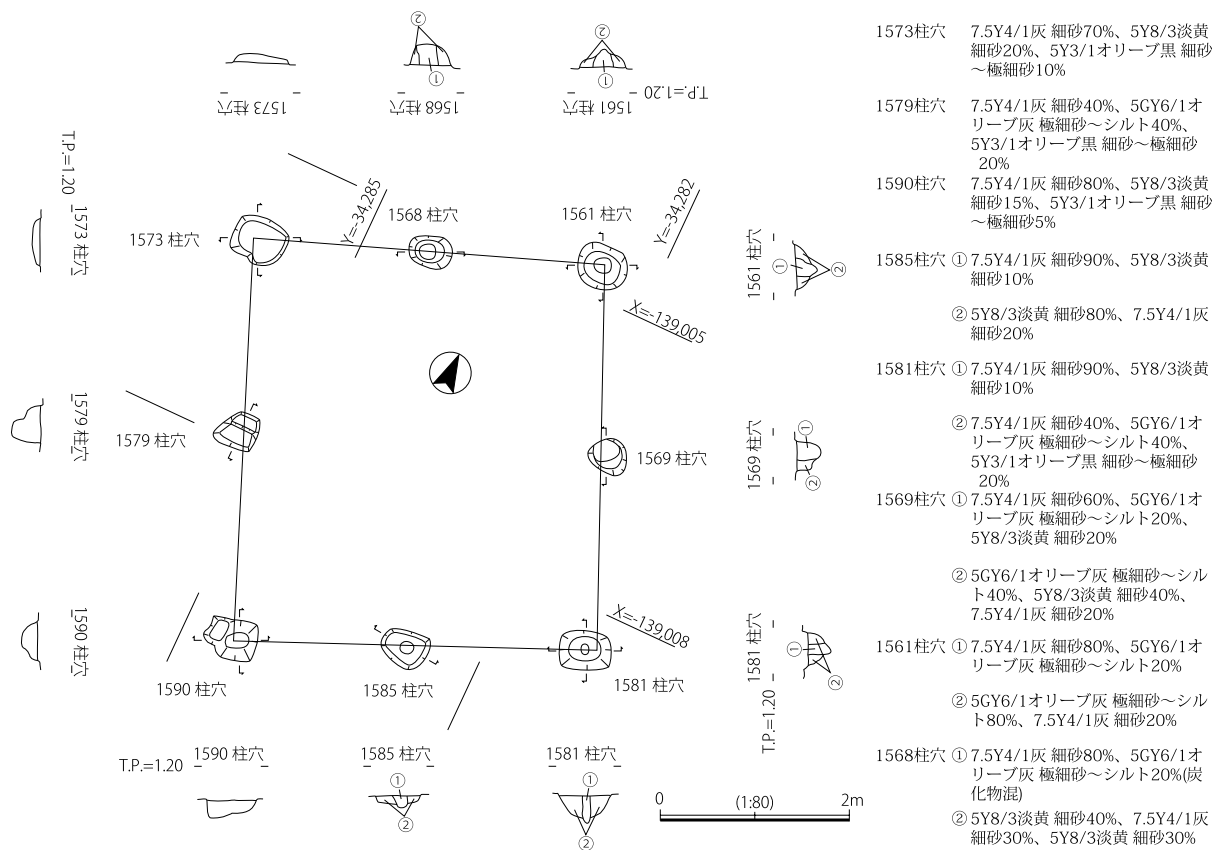 ②
①
1573 柱穴
②
①
1568 柱穴
②
①
1561 柱穴
T.P.=1.20
T.P.=1.20
1573 柱穴
1579 柱穴
1590 柱穴
1573 柱穴
Y=-34,285
1568 柱穴
1561 柱穴
Y=-34,282
X=-139,005
1579 柱穴
1569 柱穴
X=-139,008
1590 柱穴
1585 柱穴
1581 柱穴
1561 柱穴
①
②
1569 柱穴
①
②
1581 柱穴
①
②
T.P.=1.20
T.P.=1.20
1590 柱穴
1585 柱穴
①
②
1581 柱穴
①
②
0
(1:80)
2m
1573柱穴 7.5Y4/1灰 細砂70%、5Y8/3淡黄
細砂20%、5Y3/1オリーブ黒 細砂
～極細砂10%
1579柱穴 7.5Y4/1灰 細砂40%、5GY6/1オ
リーブ灰 極細砂～シルト40%、
5Y3/1オリーブ黒 細砂～極細砂
20%
1590柱穴 7.5Y4/1灰 細砂80%、5Y8/3淡黄
細砂15%、5Y3/1オリーブ黒 細砂
～極細砂5%
1585柱穴 ① 7.5Y4/1灰 細砂90%、5Y8/3淡黄
細砂10%
② 5Y8/3淡黄 細砂80%、7.5Y4/1灰
細砂20%
1581柱穴 ① 7.5Y4/1灰 細砂90%、5Y8/3淡黄
細砂10%
② 7.5Y4/1灰 細砂40%、5GY6/1オ
リーブ灰 極細砂～シルト40%、
5Y3/1オリーブ黒 細砂～極細砂
20%
1569柱穴 ① 7.5Y4/1灰 細砂60%、5GY6/1オ
リーブ灰 極細砂～シルト20%、
5Y8/3淡黄 細砂20%
② 5GY6/1オリーブ灰 極細砂～シル
ト40%、5Y8/3淡黄 細砂40%、
7.5Y4/1灰 細砂20%
1561柱穴 ① 7.5Y4/1灰 細砂80%、5GY6/1オ
リーブ灰 極細砂～シルト20%
② 5GY6/1オリーブ灰 極細砂～シル
ト80%、7.5Y4/1灰 細砂20%
1568柱穴 ① 7.5Y4/1灰 細砂80%、5GY6/1オ
リーブ灰 極細砂～シルト20%(炭
化物混)
② 5Y8/3淡黄 細砂40%、7.5Y4/1灰
細砂30%、5Y8/3淡黄 細砂30%